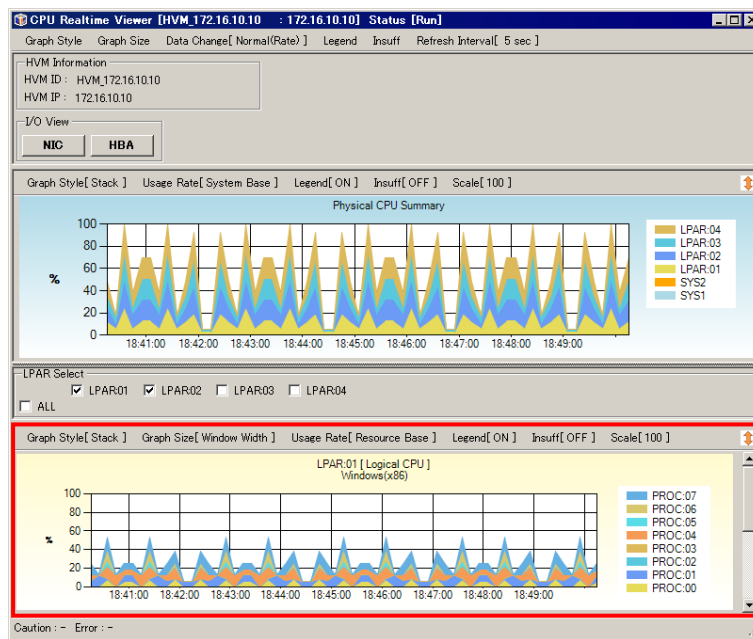 CPU Realtime Viewer [HVM_172.16.10.10 : 172.16.10.10] Status [Run]
Graph Style Graph Size Data Change[ Normal(Rate) ] Legend Insuff Refresh Interval[ 5 sec ]
HVM Information
HVM ID : HVM_172.16.10.10
HVM IP : 172.16.10.10
I/O View
NIC HBA
Graph Style[ Stack ] Usage Rate[ System Base ] Legend[ ON ] Insuff[ OFF ] Scale[ 100 ]
Physical CPU Summary
100
80
60
40
20
0
%
18:41:00 18:42:00 18:43:00 18:44:00 18:45:00 18:46:00 18:47:00 18:48:00 18:49:00
LPAR:04
LPAR:03
LPAR:02
LPAR:01
SYS2
SYS1
LPAR Select
LPAR:01 LPAR:02 LPAR:03 LPAR:04
ALL
Graph Style[ Stack ] Graph Size[ Window Width ] Usage Rate[ Resource Base ] Legend[ ON ] Insuff[ OFF ] Scale[ 100 ]
LPAR:01 [ Logical CPU ]
Windows(x86)
100
80
60
40
20
0
%
18:41:00 18:42:00 18:43:00 18:44:00 18:45:00 18:46:00 18:47:00 18:48:00 18:49:00
PROC:07
PROC:06
PROC:05
PROC:04
PROC:03
PROC:02
PROC:01
PROC:00
Caution : - Error : -